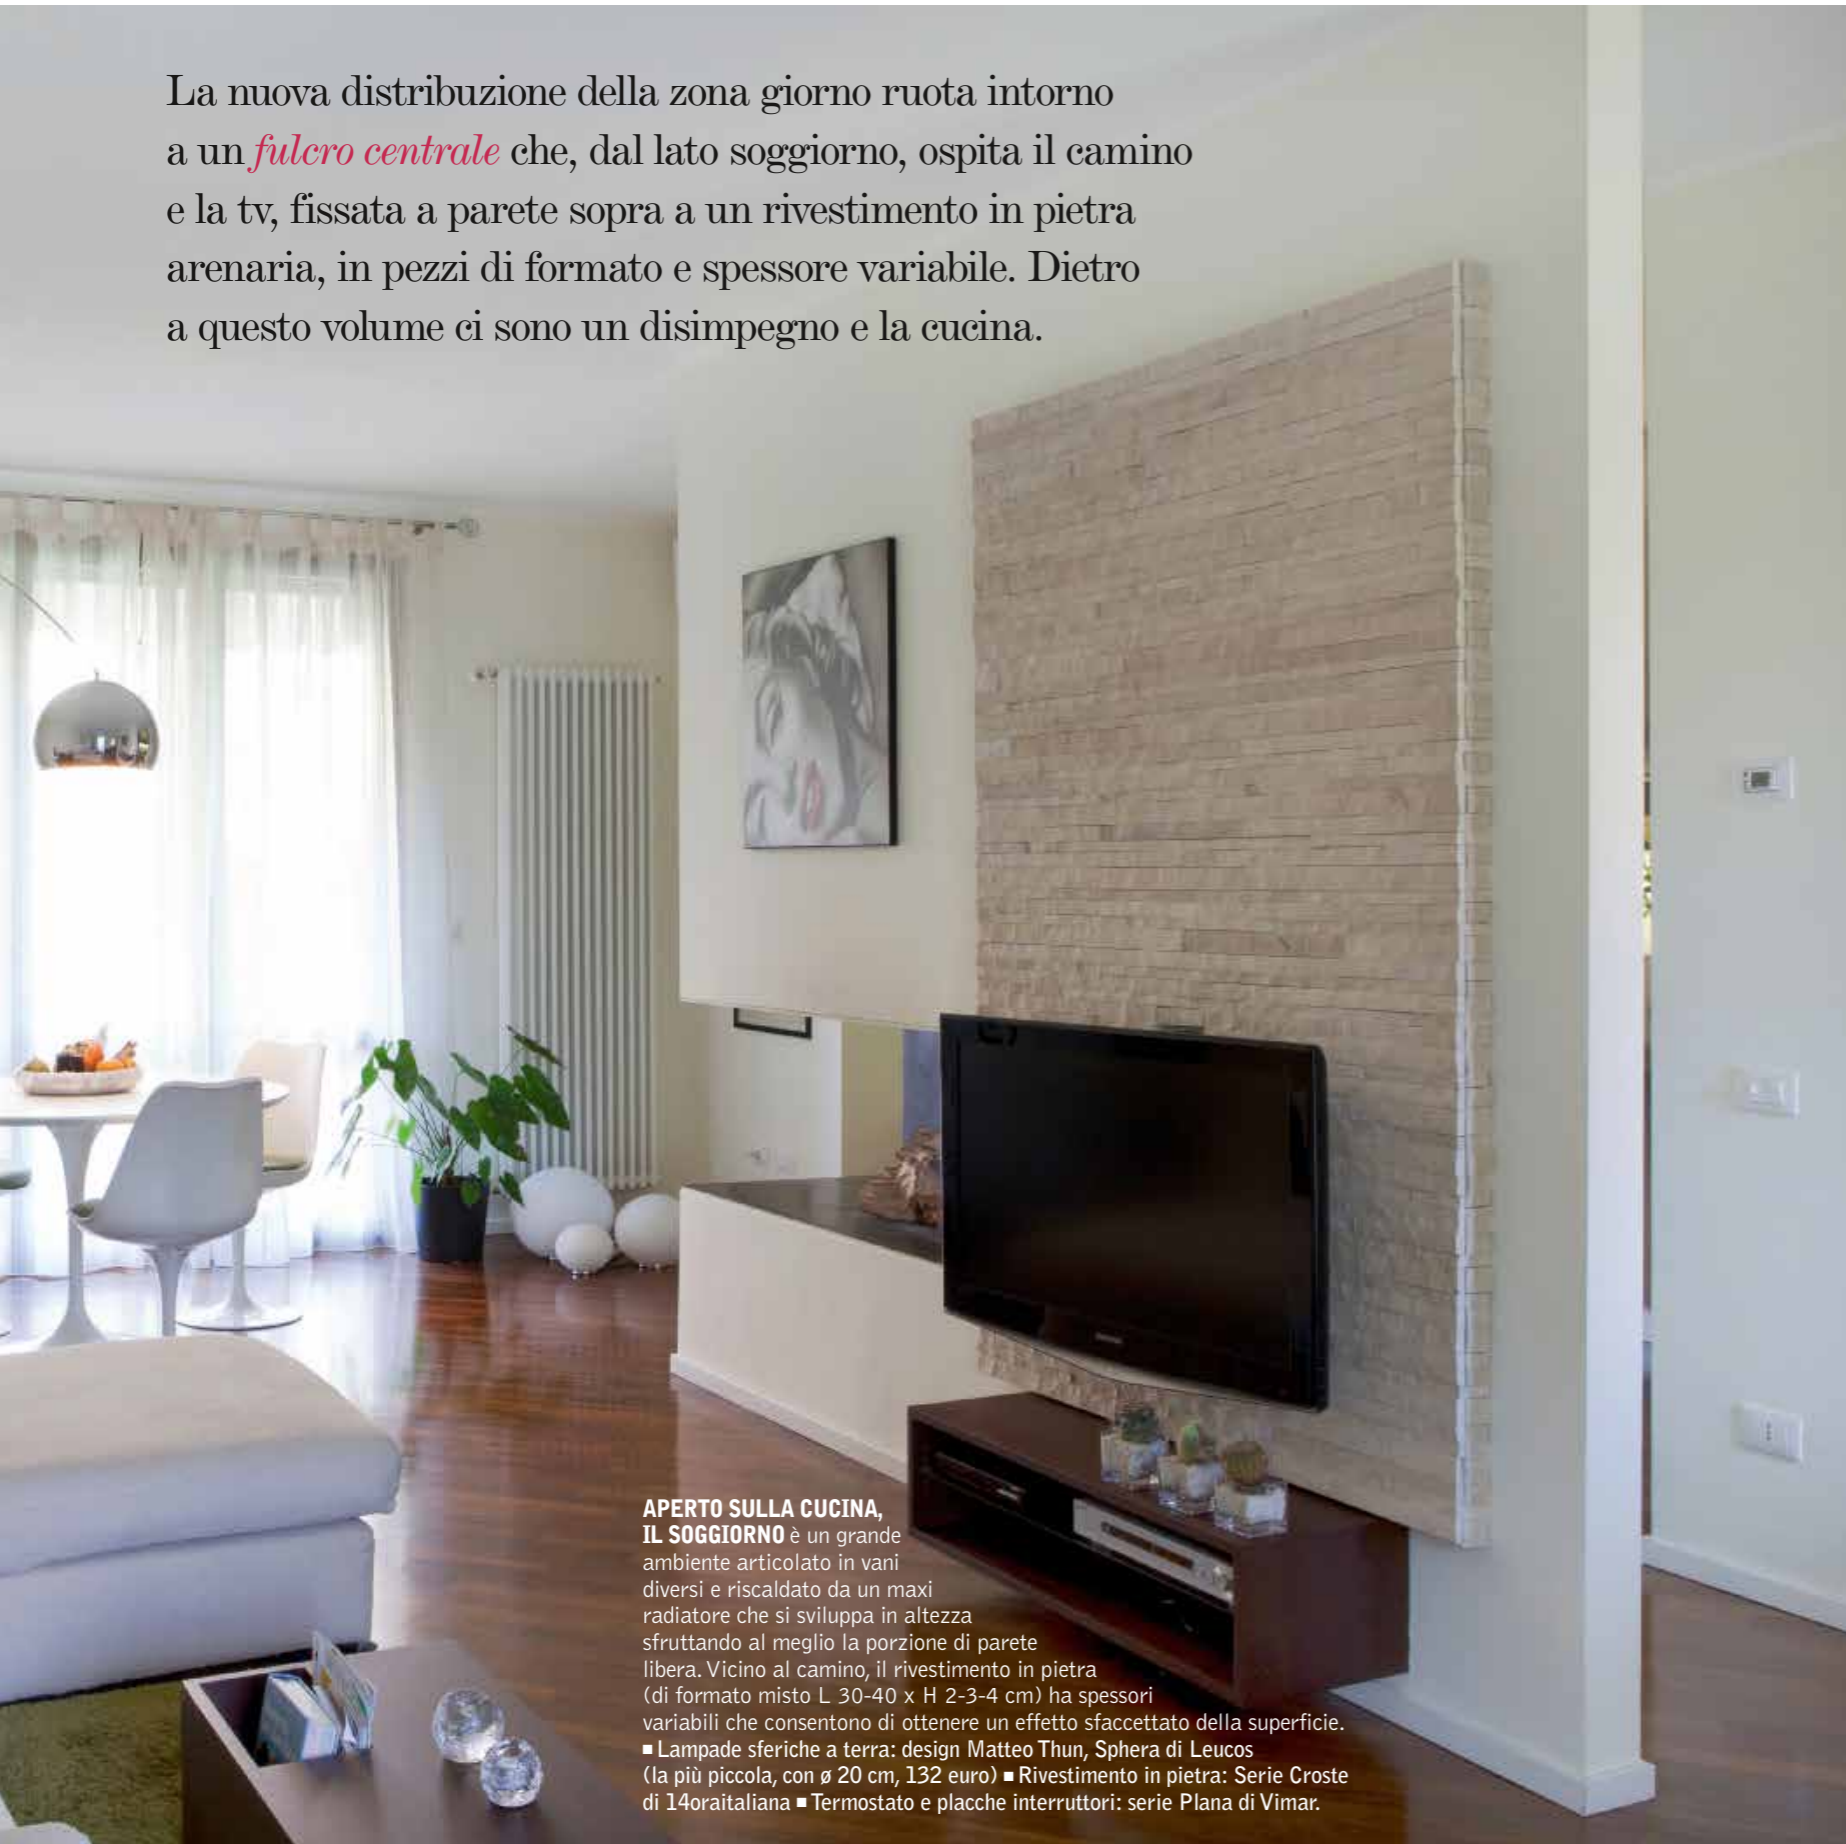 La nuova distribuzione della zona giorno ruota intorno
a un fulcro centrale che, dal lato soggiorno, ospita il camino
e la tv, fissata a parete sopra a un rivestimento in pietra
arenaria, in pezzi di formato e spessore variabile. Dietro
a questo volume ci sono un disimpegno e la cucina.
APERTO SULLA CUCINA,
IL SOGGIORNO è un grande
ambiente articolato in vani
diversi e riscaldato da un maxi
radiatore che si sviluppa in altezza
sfruttando al meglio la porzione di parete
libera. Vicino al camino, il rivestimento in pietra
(di formato misto L 30-40 x H 2-3-4 cm) ha spessori
variabili che consentono di ottenere un effetto sfaccettato della superficie.
■ Lampade sferiche a terra: design Matteo Thun, Sphera di Leucos
(la più piccola, con ø 20 cm, 132 euro) ■ Rivestimento in pietra: Serie Croste
di 14oraitaliana ■ Termostato e placche interruttori: serie Plana di Vimar.